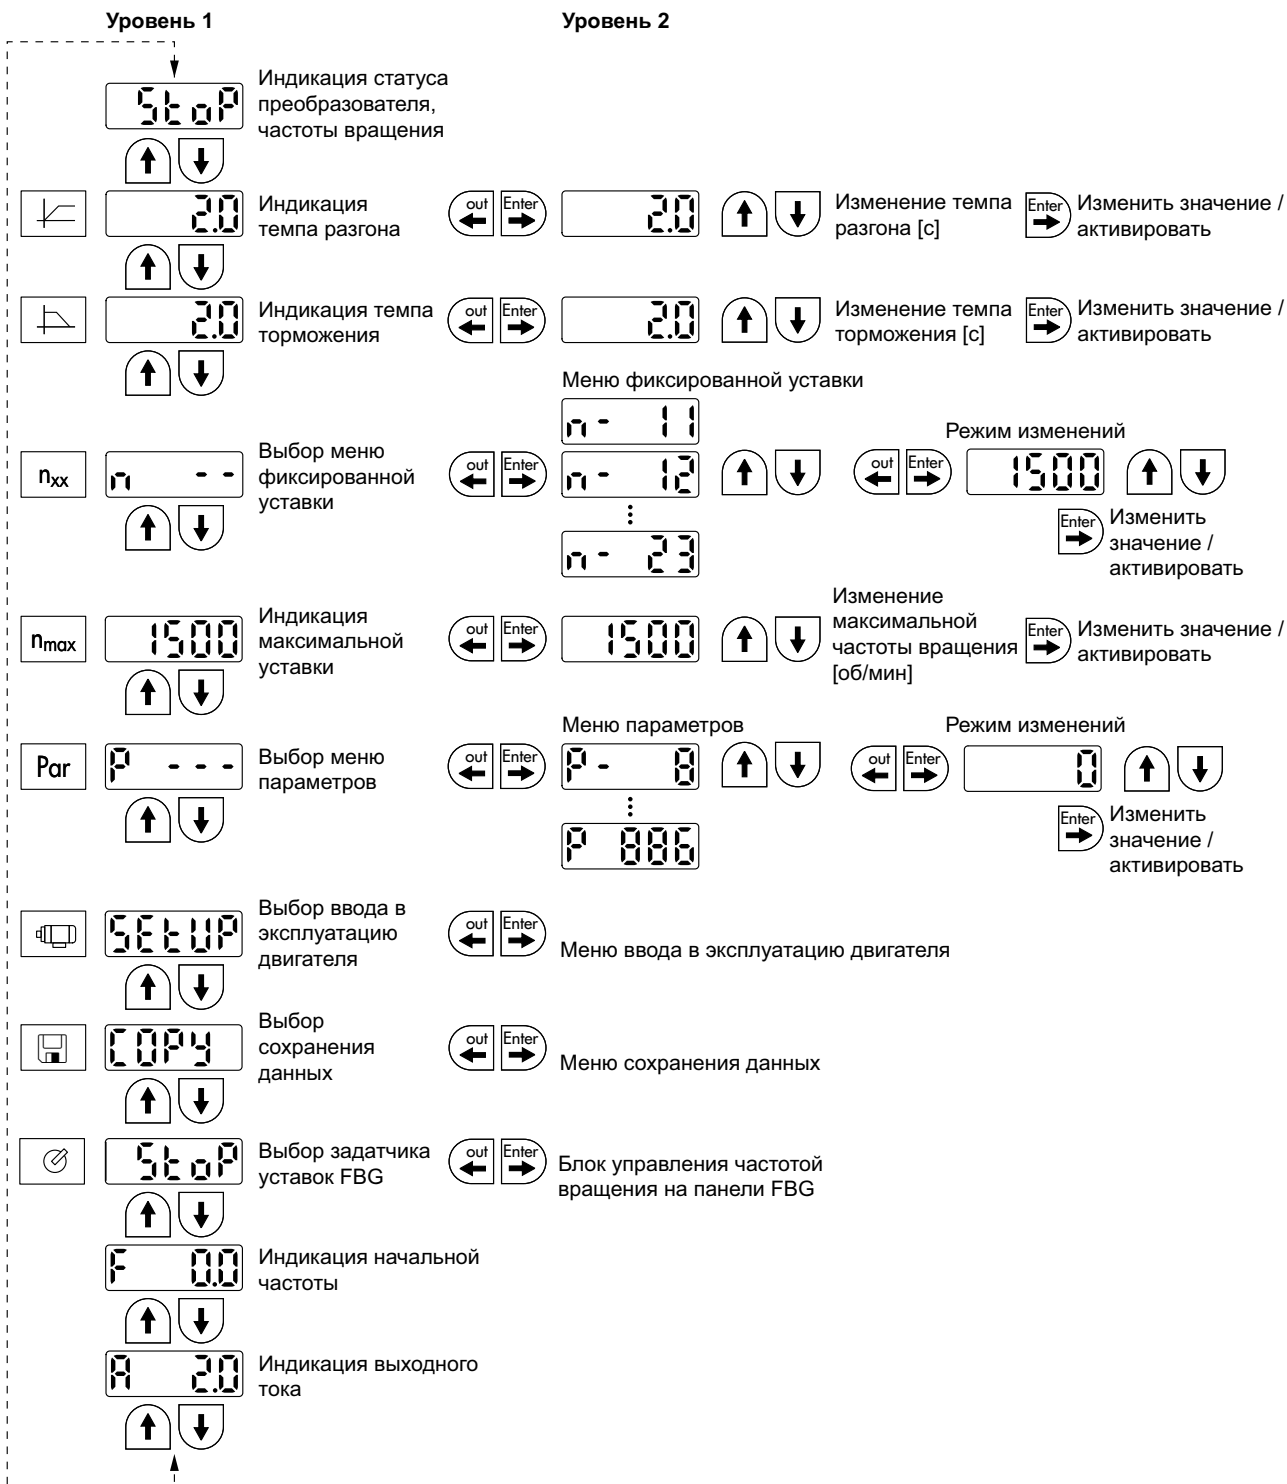 Уровень 1
Уровень 2
StoP
Индикация статуса
преобразователя,
частоты вращения
2.0
Индикация
темпа разгона
out
Enter
2.0
Изменение темпа
разгона [с]
Enter
Изменить значение /
активировать
2.0
Индикация темпа
торможения
out
Enter
2.0
Изменение темпа
торможения [с]
Enter
Изменить значение /
активировать
nxx
n - -
Выбор меню
фиксированной
уставки
out
Enter
Меню фиксированной уставки
n- 11
n- 12
n- 23
Режим изменений
out
Enter
1500
Enter
Изменить
значение /
активировать
nmax
1500
Индикация
максимальной
уставки
out
Enter
1500
Изменение
максимальной
частоты вращения
[об/мин]
Enter
Изменить значение /
активировать
Par
P - - -
Выбор меню
параметров
out
Enter
Меню параметров
P- 8
P 886
Режим изменений
out
Enter
0
Enter
Изменить
значение /
активировать
SEtUP
Выбор ввода в
эксплуатацию
двигателя
out
Enter
Меню ввода в эксплуатацию двигателя
COPY
Выбор
сохранения
данных
out
Enter
Меню сохранения данных
StoP
Выбор задатчика
уставок FBG
out
Enter
Блок управления частотой
вращения на панели FBG
F 0.0
Индикация начальной
частоты
A 2.0
Индикация выходного
тока